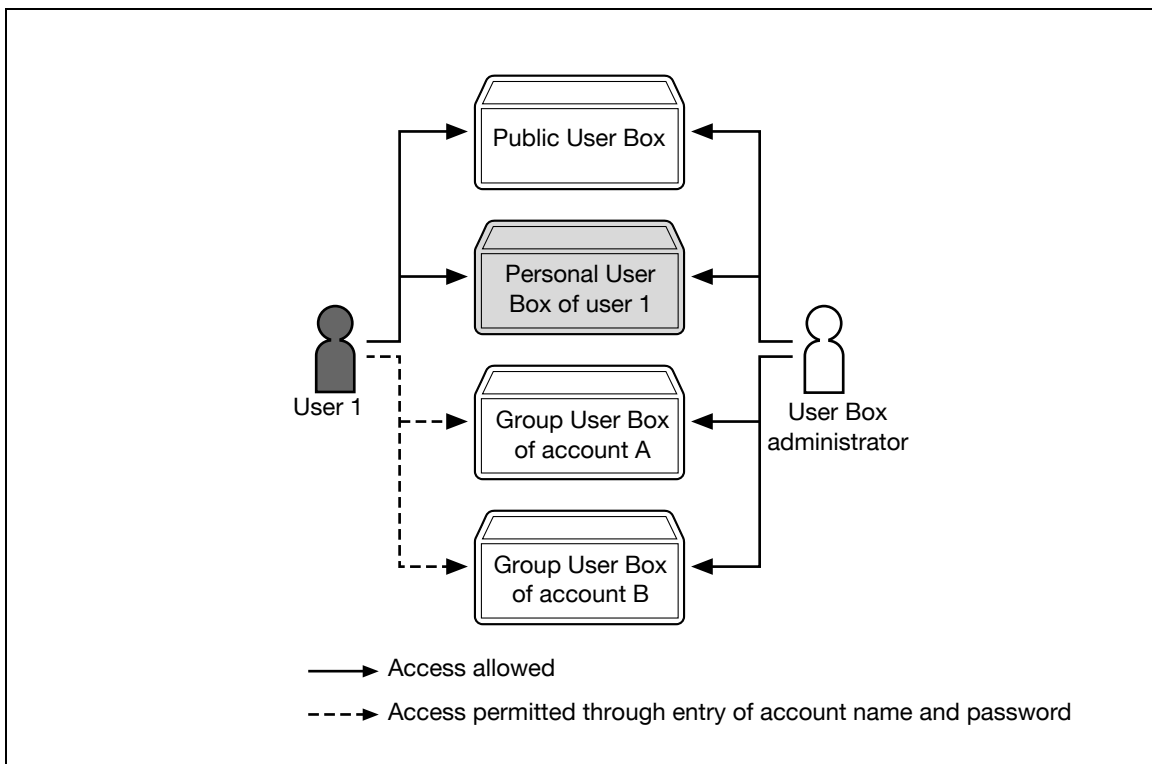 Public User Box
Personal User
Box of user 1
User 1
Group User Box
of account A
User Box
administrator
Group User Box
of account B
Access allowed
Access permitted through entry of account name and password